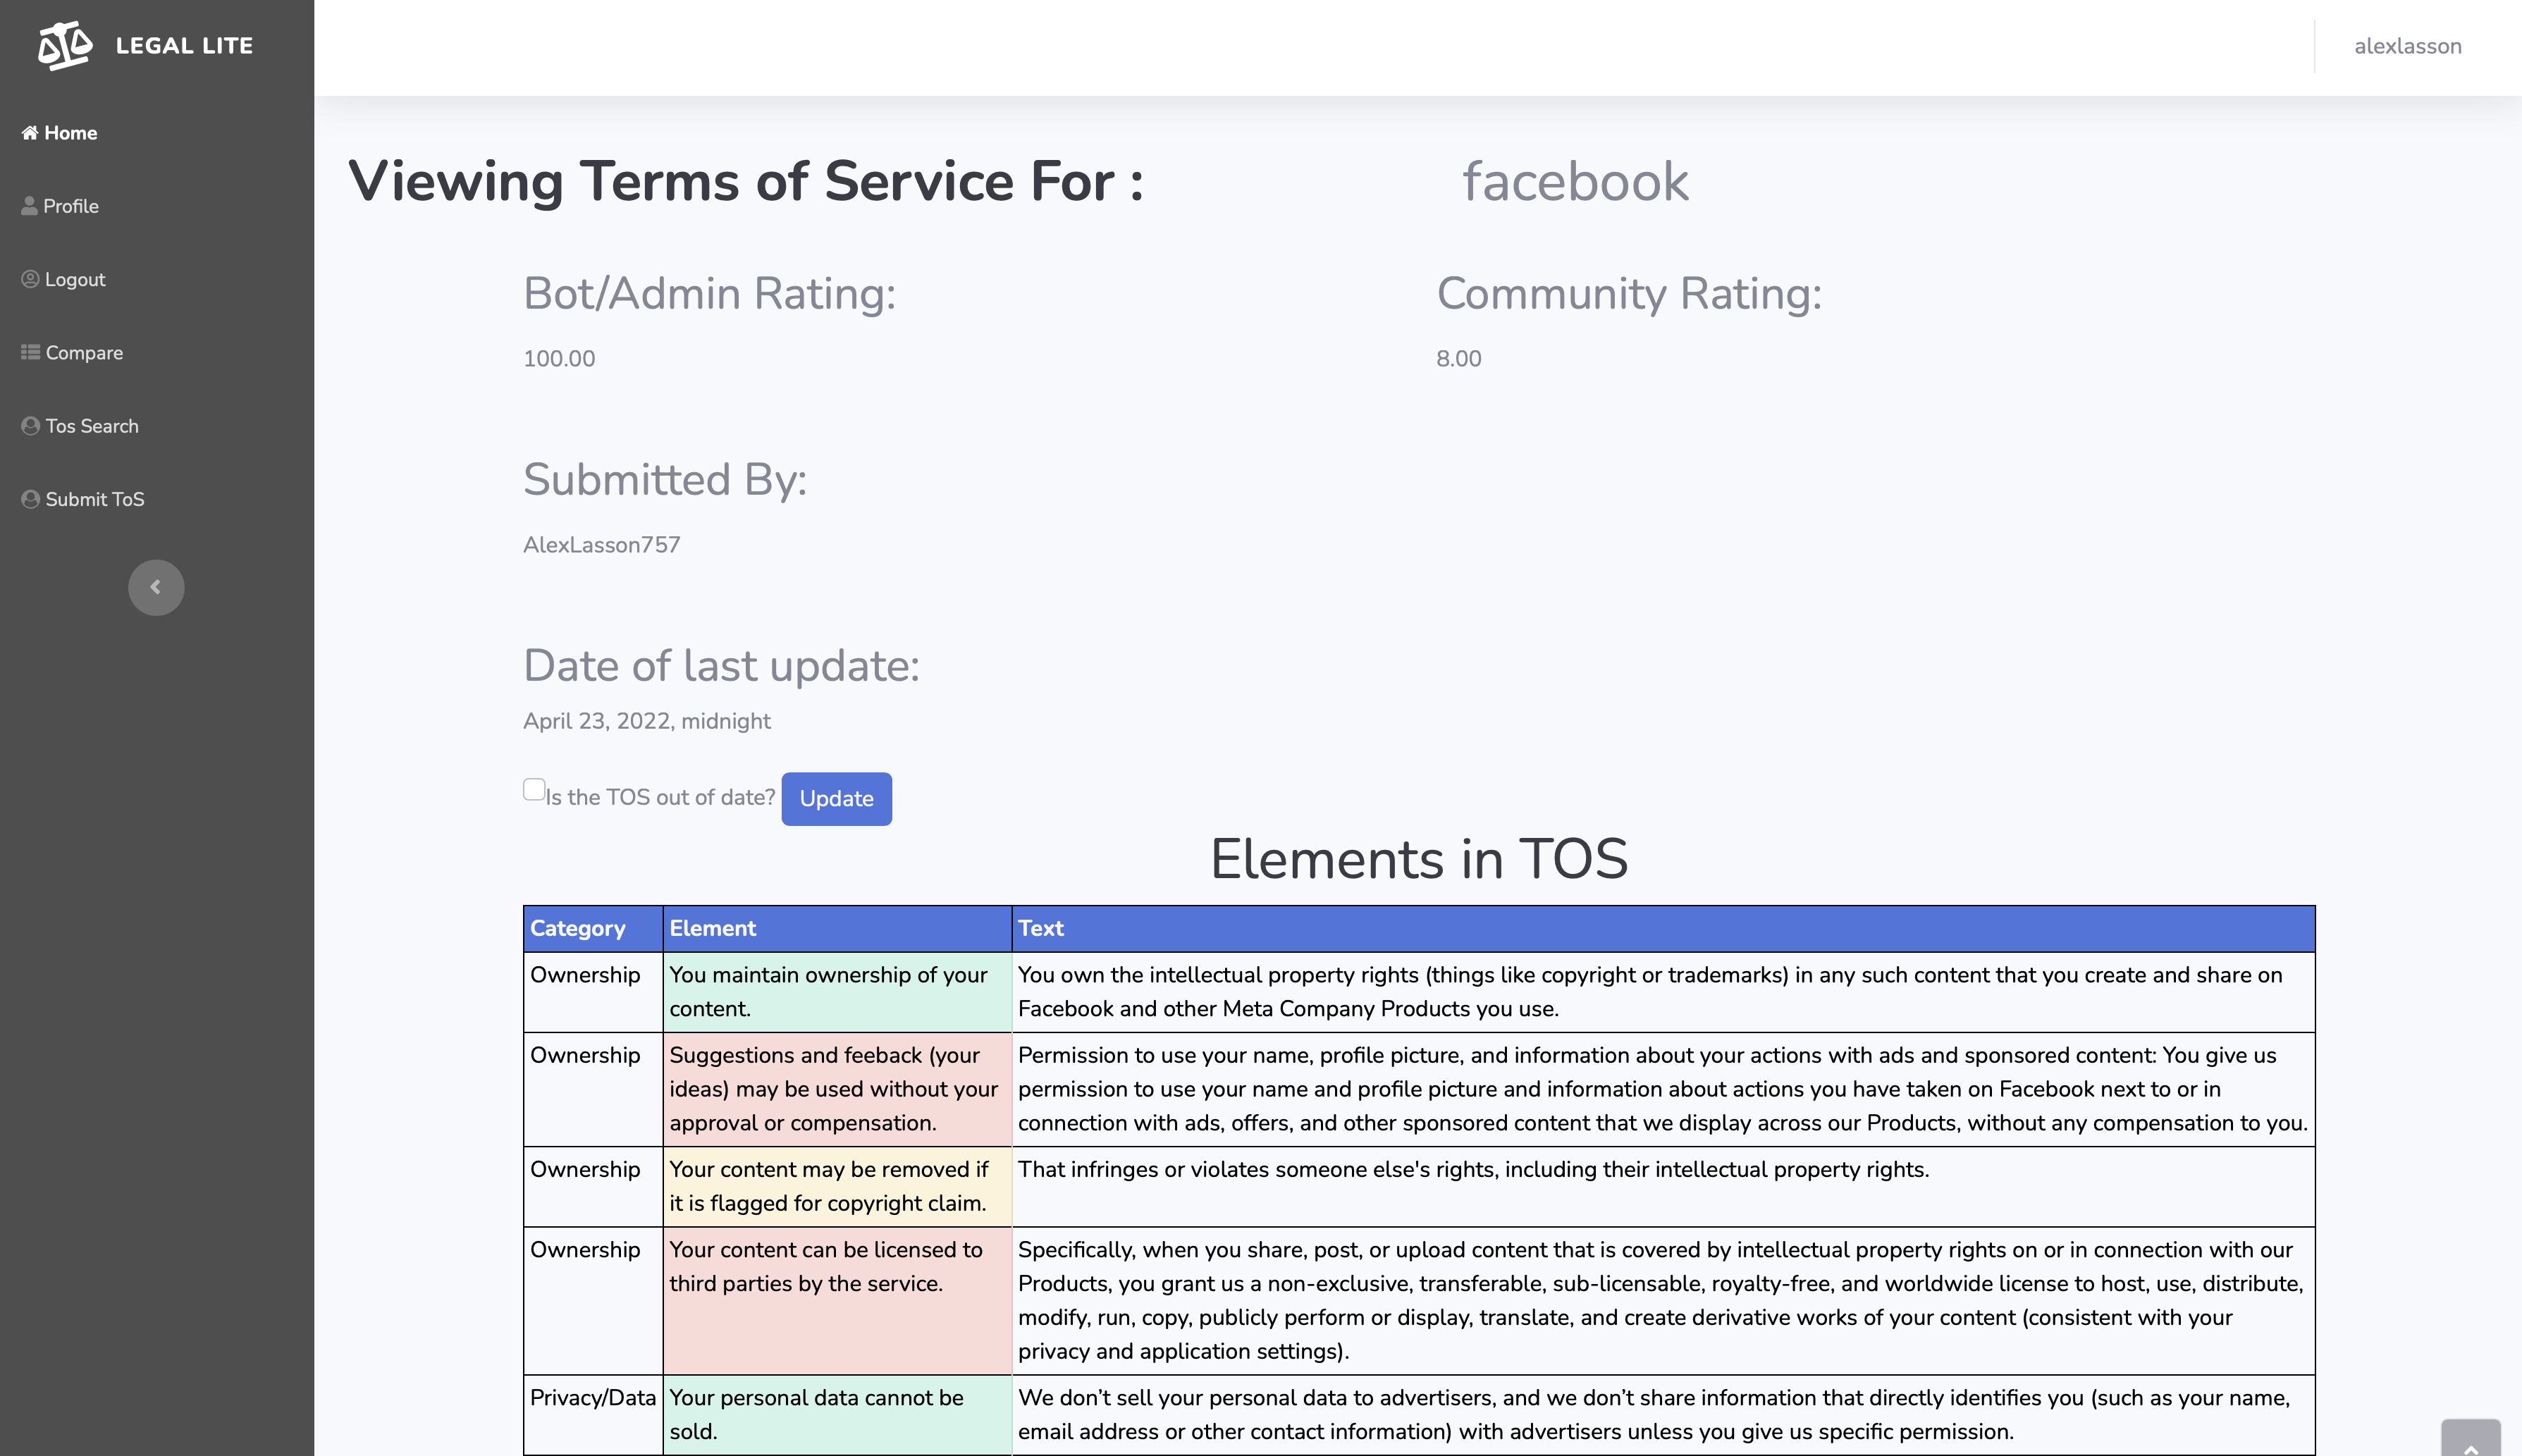 LEGAL LITE
alexlasson
Home
Profile
Logout
Compare
Tos Search
Submit ToS
Viewing Terms of Service For :
facebook
Bot/Admin Rating:
Community Rating:
100.00
8.00
Submitted By:
AlexLasson757
Date of last update:
April 23, 2022, midnight
Is the TOS out of date? Update
Elements in TOS
Category Element Text
Ownership
You maintain ownership of your
content.
You own the intellectual property rights (things like copyright or trademarks) in any such content that you create and share on
Facebook and other Meta Company Products you use.
Ownership
Suggestions and feeback (your
ideas) may be used without your
approval or compensation.
Permission to use your name, profile picture, and information about your actions with ads and sponsored content: You give us
permission to use your name and profile picture and information about actions you have taken on Facebook next to or in
connection with ads, offers, and other sponsored content that we display across our Products, without any compensation to you.
Ownership
Your content may be removed if
it is flagged for copyright claim.
That infringes or violates someone else's rights, including their intellectual property rights.
Ownership
Your content can be licensed to
third parties by the service.
Specifically, when you share, post, or upload content that is covered by intellectual property rights on or in connection with our
Products, you grant us a non-exclusive, transferable, sub-licensable, royalty-free, and worldwide license to host, use, distribute,
modify, run, copy, publicly perform or display, translate, and create derivative works of your content (consistent with your
privacy and application settings).
Privacy/Data
Your personal data cannot be
sold.
We don’t sell your personal data to advertisers, and we don’t share information that directly identifies you (such as your name,
email address or other contact information) with advertisers unless you give us specific permission.